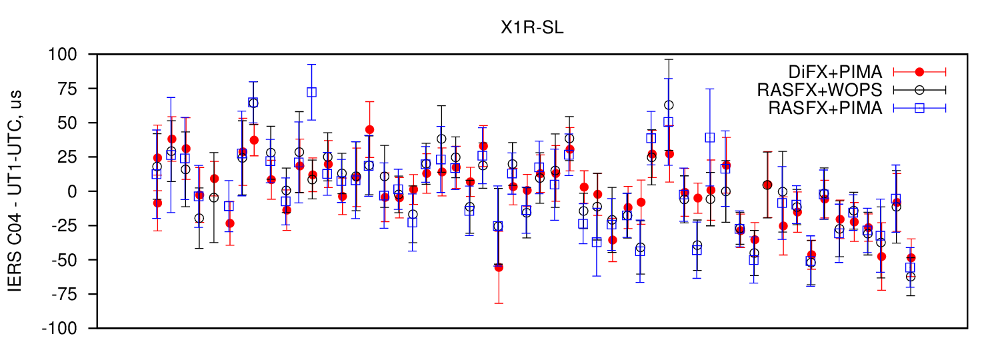 X1R-SL
IERS C04 - UT1-UTC, us
100
75
50
25
0
-25
-50
-75
-100
DiFX+PIMA
RASFX+WOPS
RASFX+PIMA